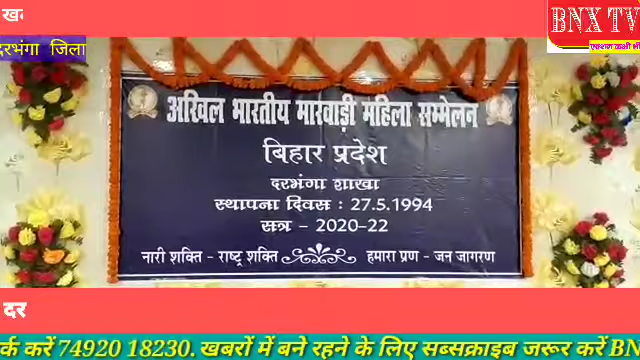 BNX TV
दरभंगा जिला
अखिल भारतीय मारवाड़ी महिला सम्मेलन
बिहार प्रदेश
दरभंगा शाखा
स्थापना दिवस : 27.5.1994
सत्र – 2020-22
नारी शक्ति - राष्ट्र शक्ति हमारा प्रण - जन जागरण
BNX TV
दर
र्क करें 74920 18230. खबरों में बने रहने के लिए सब्सक्राइब जरूर करें BN